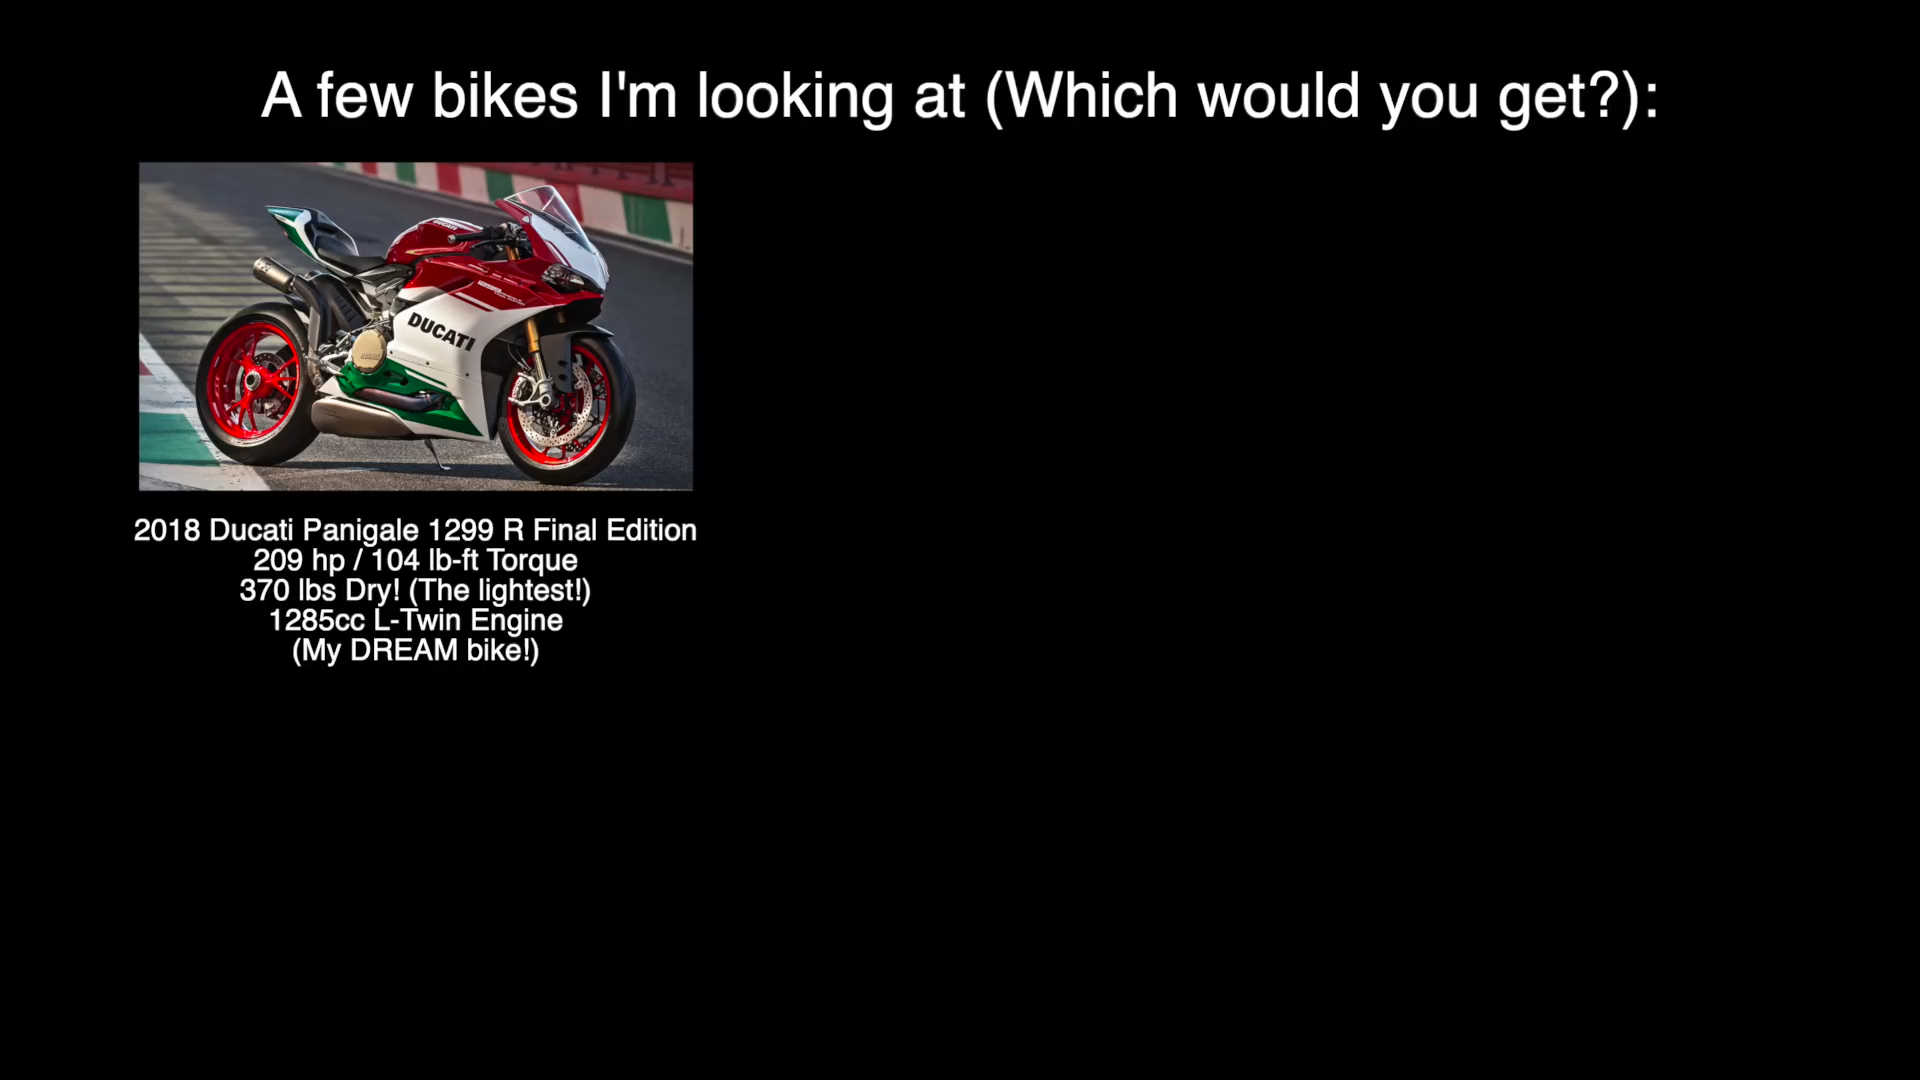 A few bikes I'm looking at (Which would you get?):
DUCATI
2018 Ducati Panigale 1299 R Final Edition
209 hp / 104 lb-ft Torque
370 lbs Dry! (The lightest!)
1285cc L-Twin Engine
(My DREAM bike!)